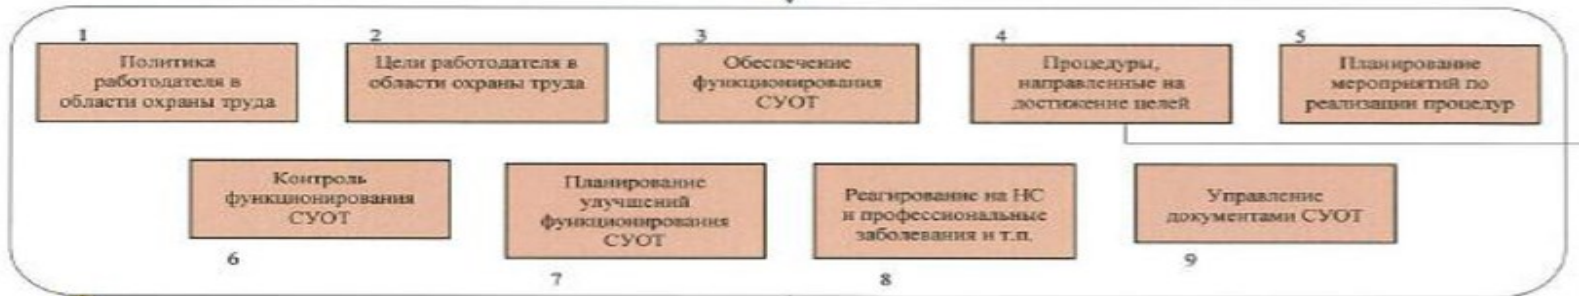 1
Политика
работодателя в
области охраны труда
2
Цели работодателя в
области охраны труда
3
Обеспечение
функционирования
СУОТ
4
Процедуры,
направленные на
достижение целей
5
Планирование
мероприятий по
реализации процедур
Контроль
функционирования
СУОТ
6
Планирование
улучшений
функционирования
СУОТ
7
Реагирование на НС
и профессиональные
заболевания и т.п.
8
Управление
документами СУОТ
9